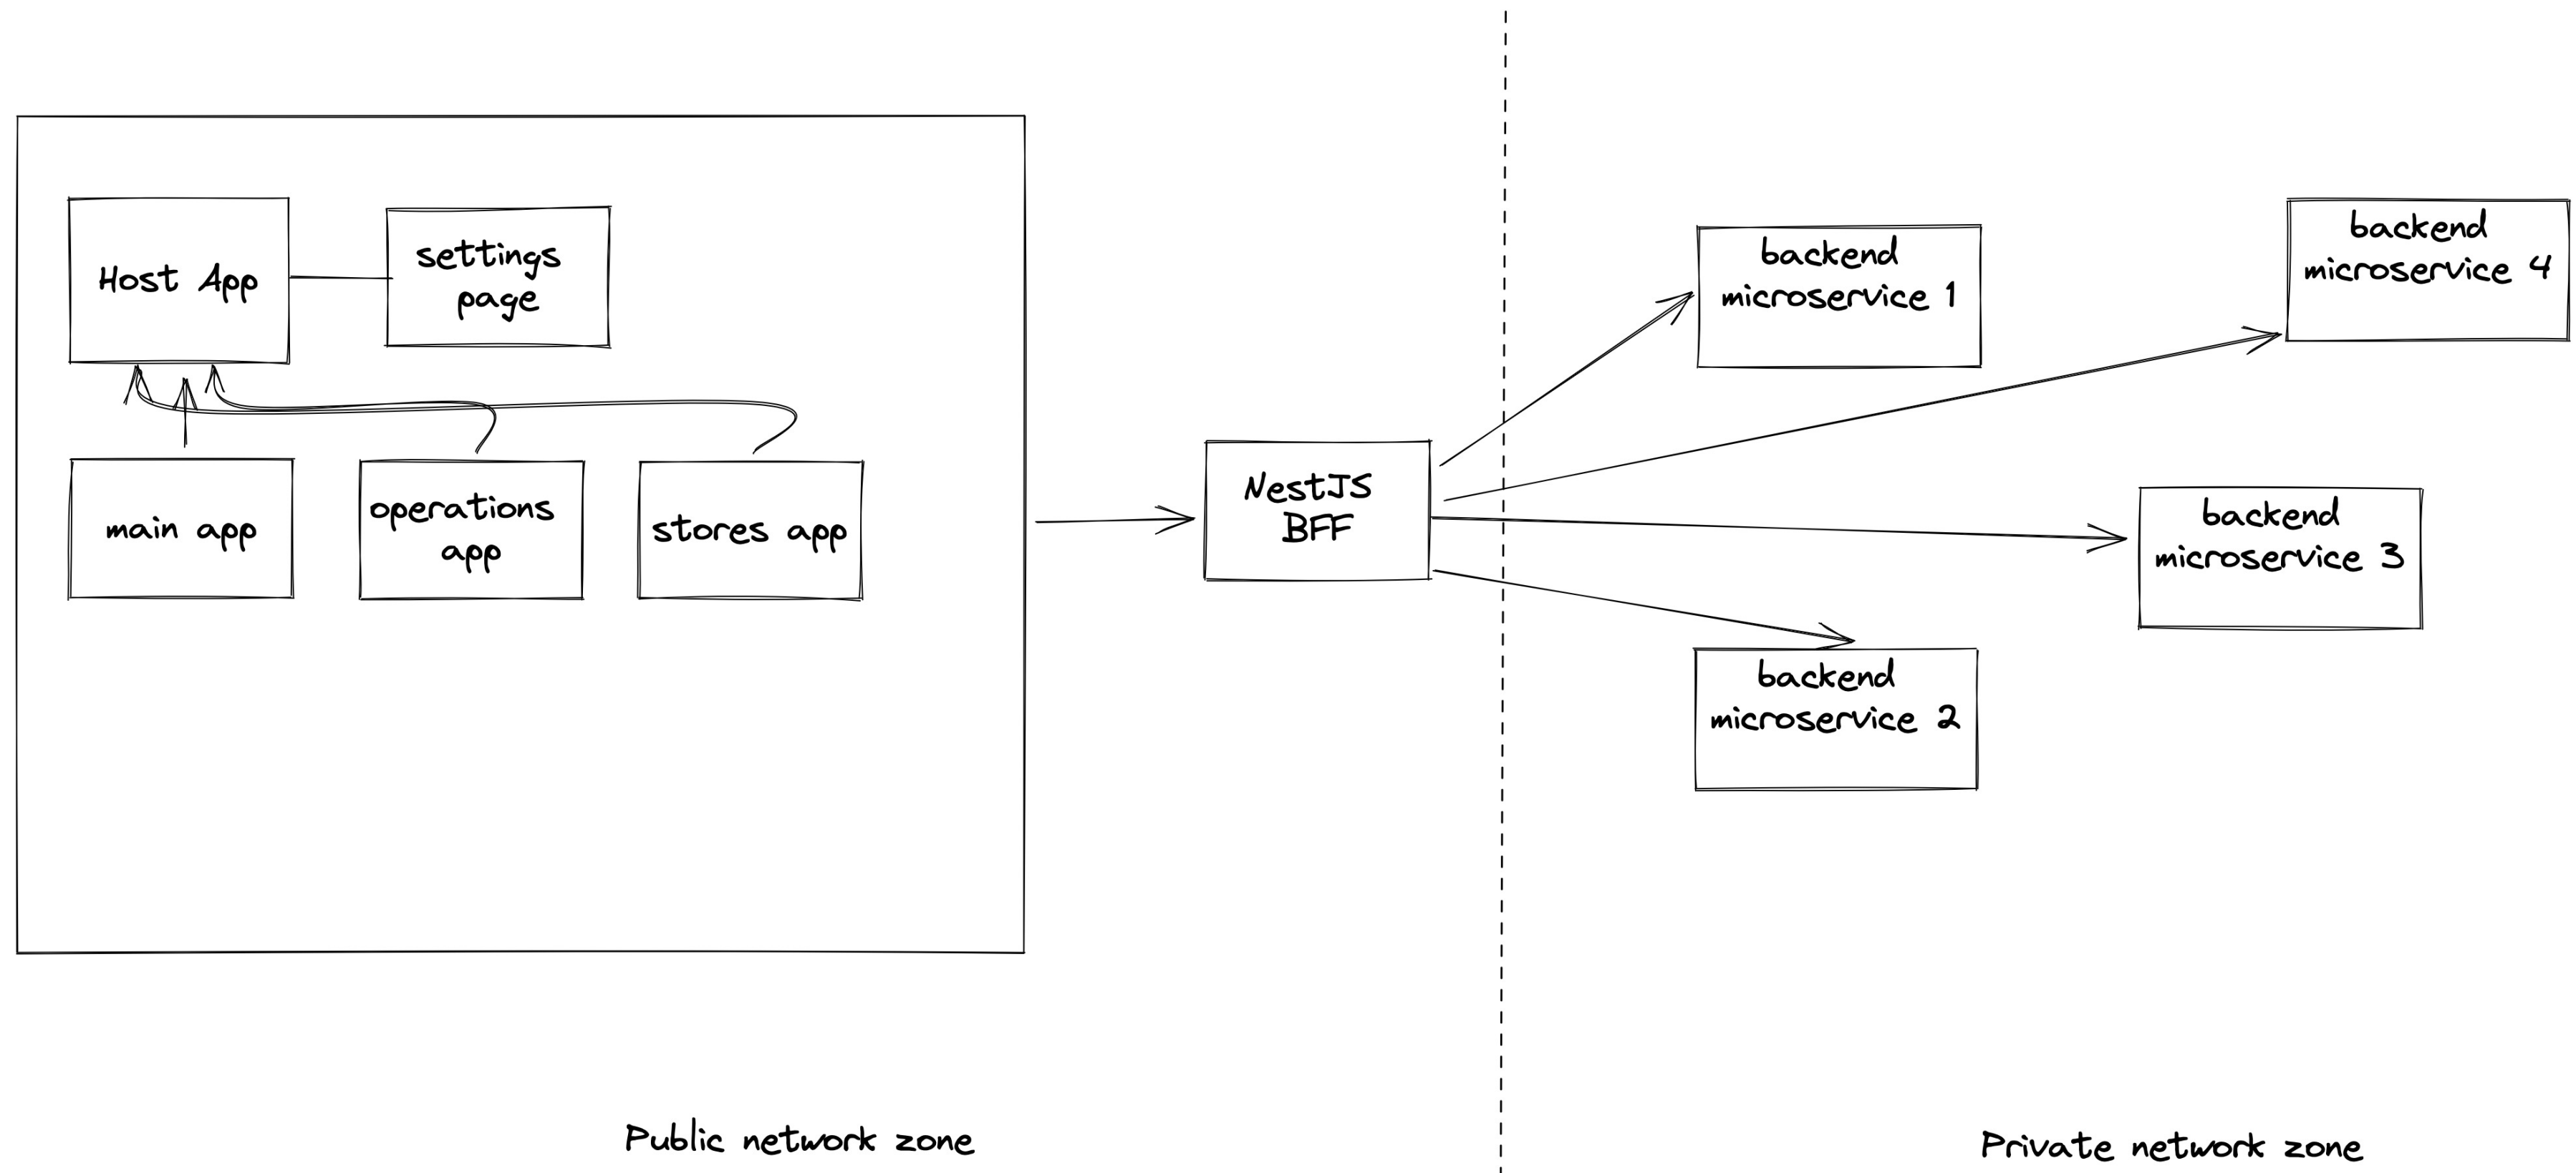 Host App
settings
page
main app
operations
app
stores app
NestJS
BFF
backend
microservice 1
backend
microservice 4
backend
microservice 3
backend
microservice 2
Public network zone
Private network zone